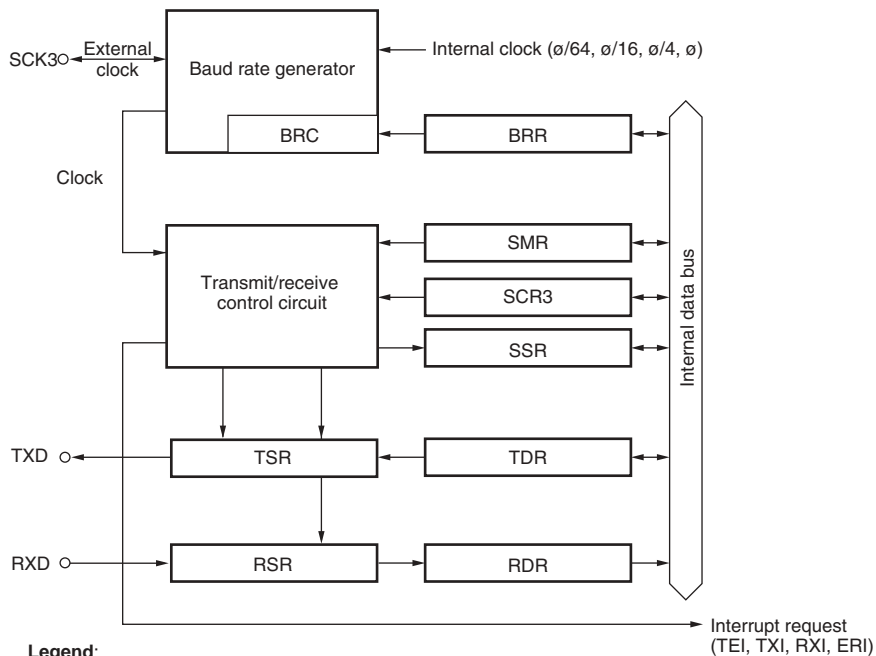 SCK3
External
clock
Baud rate generator
Internal clock (ø/64, ø/16, ø/4, ø)
BRC
BRR
Clock
Transmit/receive
control circuit
SMR
SCR3
SSR
Internal data bus
TXD
TSR
TDR
RXD
RSR
RDR
Interrupt request
(TEI, TXI, RXI, ERI)
Legend: